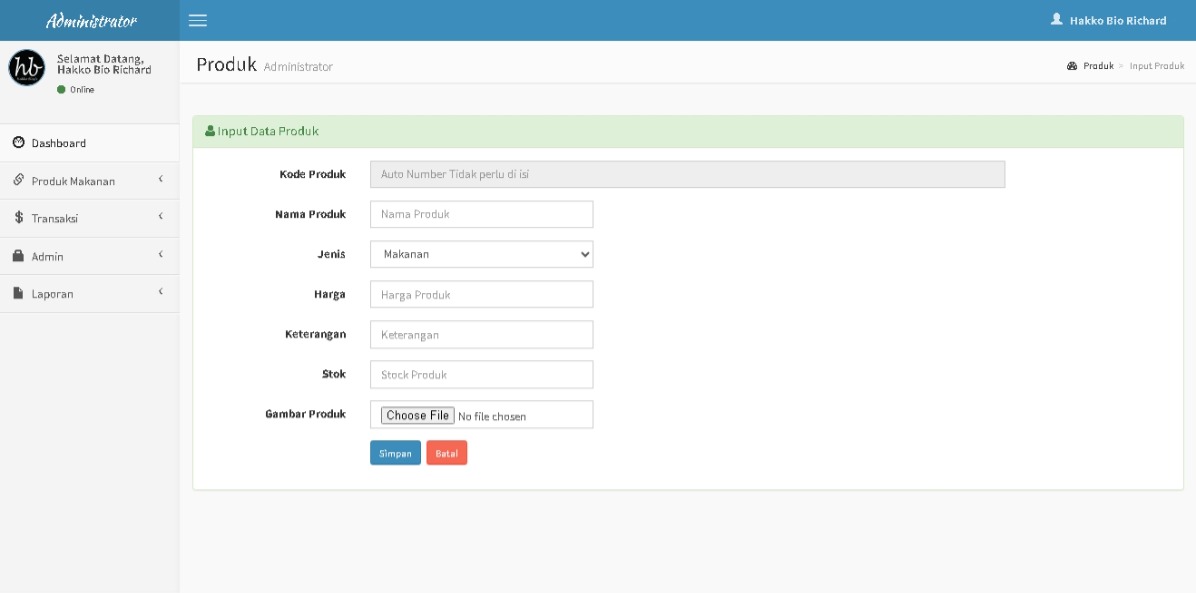 Administrator
Hakko Bio Richard
hb
Selamat Datang,
Hakko Bio Richard
Online
Produk Administrator
Produk > Input Produk
Dashboard
Produk Makanan
Transaksi
Admin
Laporan
Input Data Produk
Kode Produk Auto Number Tidak perlu di isi
Nama Produk Nama Produk
Jenis Makanan
Harga Harga Produk
Keterangan Keterangan
Stok Stock Produk
Gambar Produk Choose File No file chosen
Simpan Batal